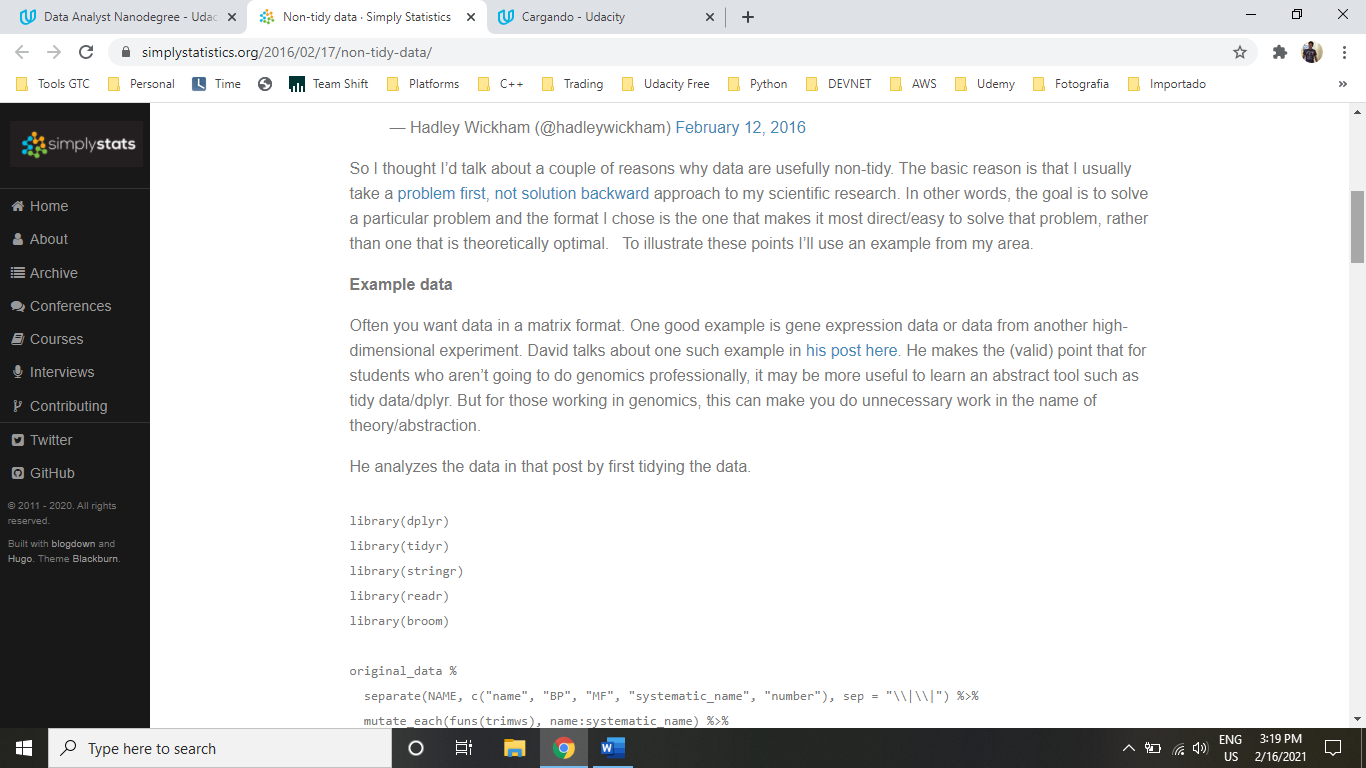 Data Analyst Nanodegree - Udac
Non-tidy data · Simply Statistics
Cargando - Udacity
simplystatistics.org/2016/02/17/non-tidy-data/
Tools GTC
Personal
Time
Team Shift
Platforms
C++
Trading
Udacity Free
Python
DEVNET
AWS
Udemy
Fotografia
Importado
»
simplystats
Home
About
Archive
Conferences
Courses
Interviews
Contributing
Twitter
GitHub
© 2011 - 2020. All rights
reserved.
Built with blogdown and
Hugo. Theme Blackburn.
— Hadley Wickham (@hadleywickham) February 12, 2016
So I thought I’d talk about a couple of reasons why data are usefully non-tidy. The basic reason is that I usually
take a problem first, not solution backward approach to my scientific research. In other words, the goal is to solve
a particular problem and the format I chose is the one that makes it most direct/easy to solve that problem, rather
than one that is theoretically optimal.   To illustrate these points I’ll use an example from my area.
Example data
Often you want data in a matrix format. One good example is gene expression data or data from another high-
dimensional experiment. David talks about one such example in his post here. He makes the (valid) point that for
students who aren’t going to do genomics professionally, it may be more useful to learn an abstract tool such as
tidy data/dplyr. But for those working in genomics, this can make you do unnecessary work in the name of
theory/abstraction.
He analyzes the data in that post by first tidying the data.
library(dplyr)
library(tidyr)
library(stringr)
library(readr)
library(broom)
original_data %
  separate(NAME, c("name", "BP", "MF", "systematic_name", "number"), sep = "\\|\\|") %>%
  mutate_each(funs(trimws), name:systematic_name) %>%
Type here to search
ENG
US
3:19 PM
2/16/2021